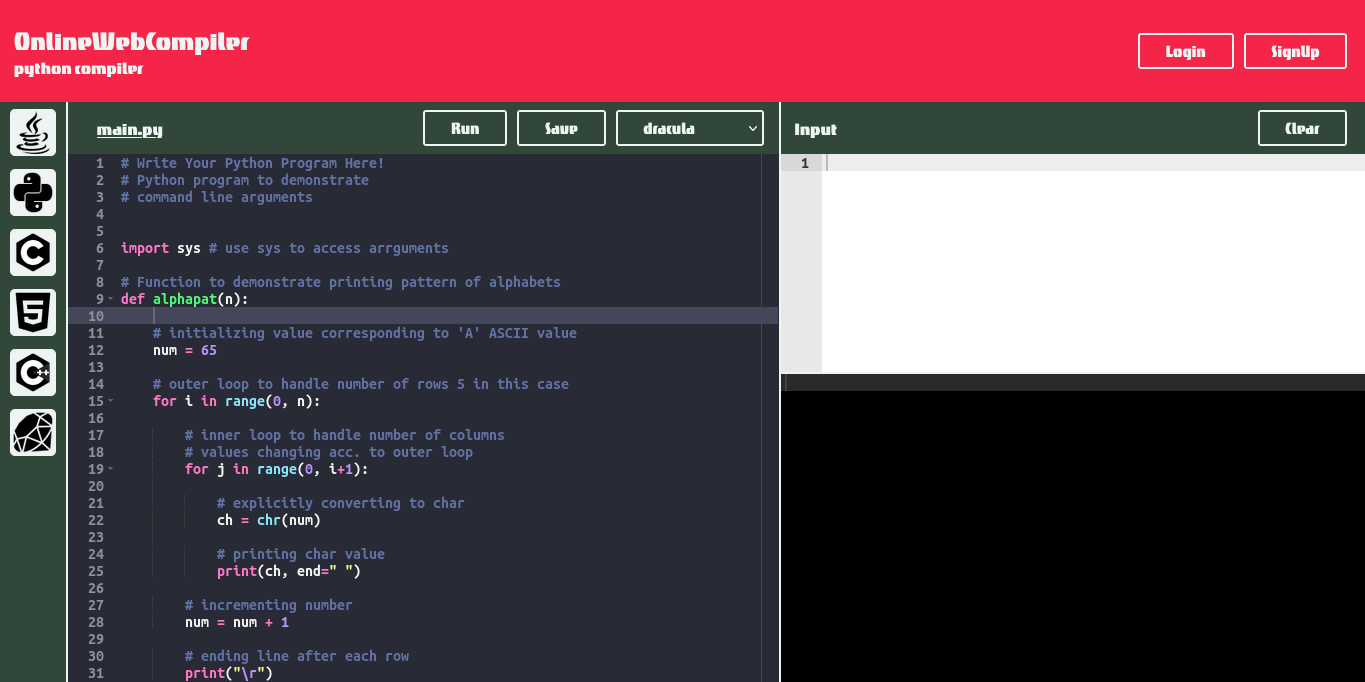 OnlineWebCompiler
python compiler
Login
SignUp
main.py
Run
Save
dracula
Input
Clear
1 # Write Your Python Program Here!
2 # Python program to demonstrate
3 # command line arguments
4
5
6 import sys # use sys to access arrguments
7
8 # Function to demonstrate printing pattern of alphabets
9 def alphapat(n):
10
11 # initializing value corresponding to 'A' ASCII value
12 num = 65
13
14 # outer loop to handle number of rows 5 in this case
15 for i in range(0, n):
16
17 # inner loop to handle number of columns
18 # values changing acc. to outer loop
19 for j in range(0, i+1):
20
21 # explicitly converting to char
22 ch = chr(num)
23
24 # printing char value
25 print(ch, end=" ")
26
27 # incrementing number
28 num = num + 1
29
30 # ending line after each row
31 print("\r")
1
5
C
C++